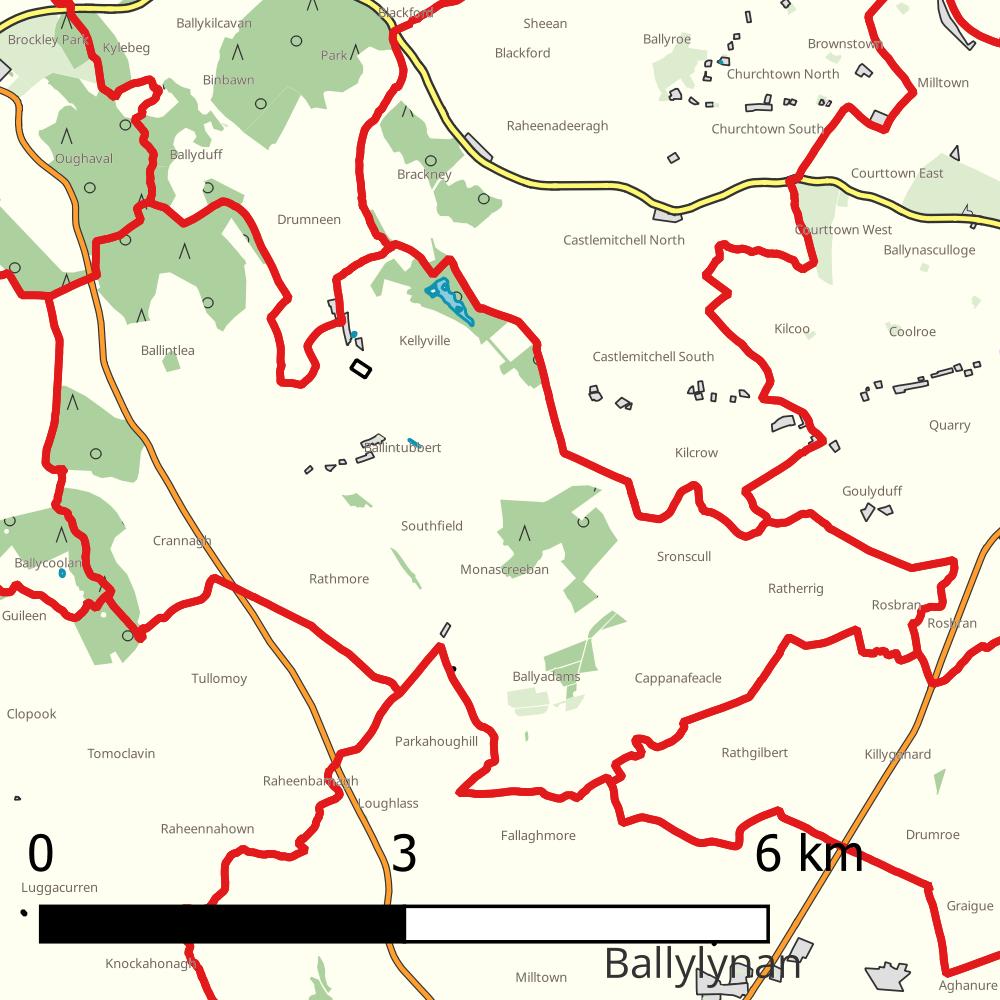 Blackford
Ballykilcavan
Sheean
Brockley Park
Kylebeg
Park
Blackford
Ballyroe
Brownstown
Binbawn
Churchtown North
Milltown
Raheenadeeragh
Churchtown South
Oughaval
Ballyduff
Brackney
Courttown East
Drumneen
Castlemitchell North
Courttown West
Ballynasculloge
Ballintlea
Kellyville
Castlemitchell South
Kilcoo
Coolroe
Quarry
Ballintubbert
Kilcrow
Goulyduff
Southfield
Crannagh
Ballycoolan
Rathmore
Monascreeban
Sronscull
Ratherrig
Guileen
Rosbran
Rosbran
Tullomoy
Ballyadams
Cappanafeacle
Clopook
Tomoclavin
Parkahoughill
Rathgilbert
Killyganard
Raheenbarnagh
Loughlass
Raheennahown
Fallaghmore
Drumroe
0 3 6 km
Luggacurren
Graigue
Knockahonagh
Milltown
Ballylynan
Aghanure